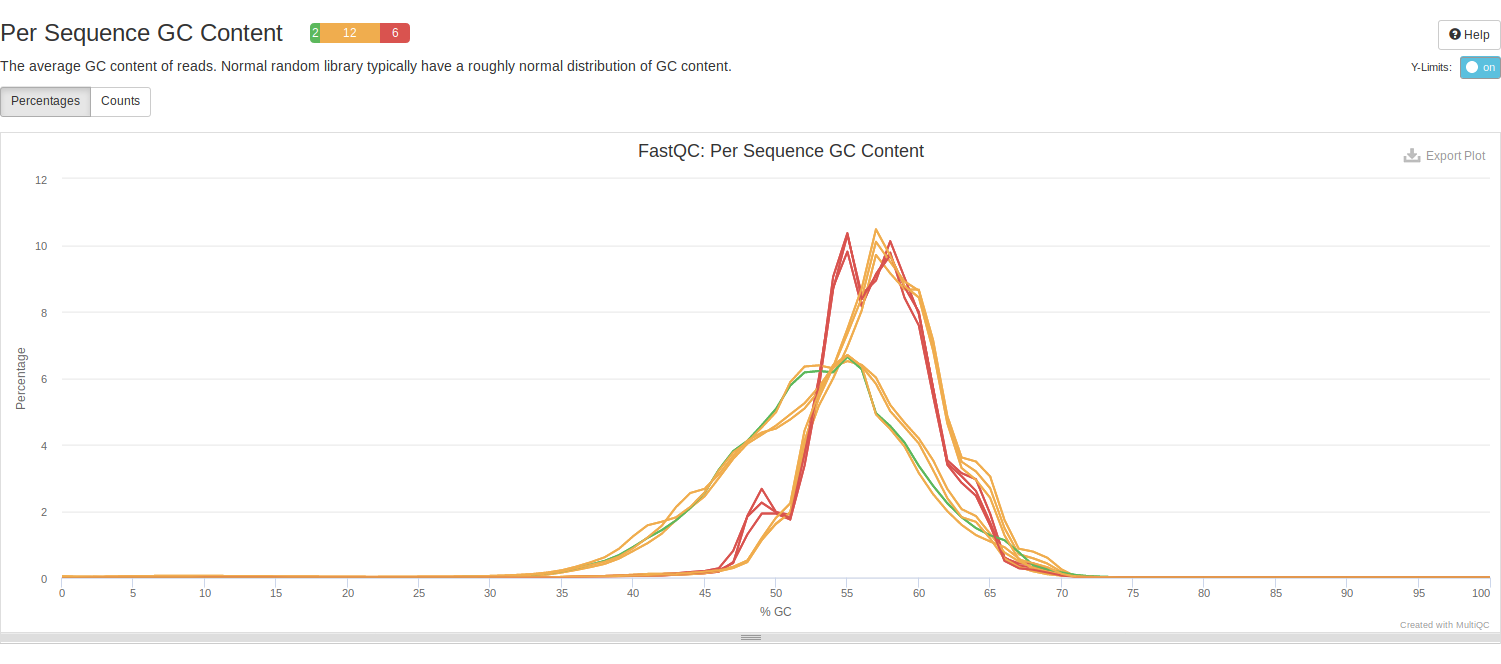 Per Sequence GC Content 2 12 6
Help
The average GC content of reads. Normal random library typically have a roughly normal distribution of GC content.
Y-Limits: on
Percentages Counts
FastQC: Per Sequence GC Content
Export Plot
12
10
8
6
4
2
0
Percentage
0 5 10 15 20 25 30 35 40 45 50 55 60 65 70 75 80 85 90 95 100
% GC
Created with MultiQC